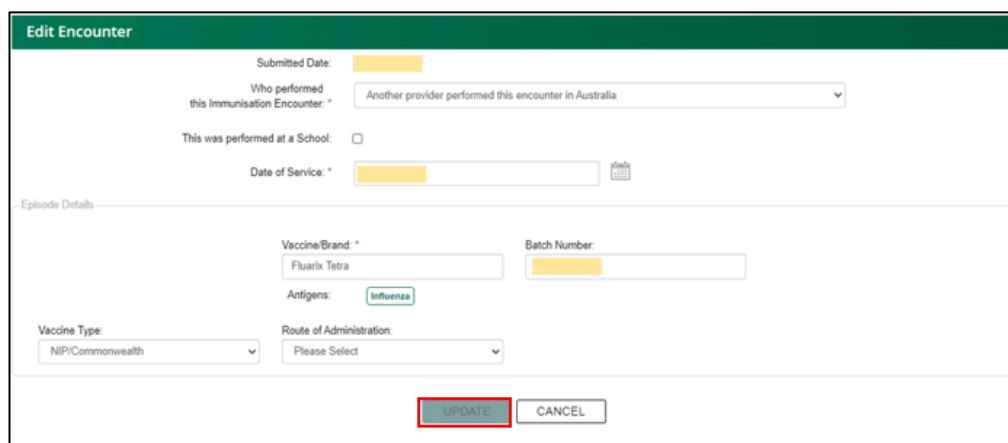 Edit Encounter
Submitted Date:
Who performed
this Immunisation Encounter: *
Another provider performed this encounter in Australia
This was performed at a School:
Date of Service: *
Episode Details
Vaccine/Brand: *
Batch Number:
Fluarix Tetra
Antigens:
Influenza
Vaccine Type:
Route of Administration:
NIP/Commonwealth
Please Select
UPDATE
CANCEL